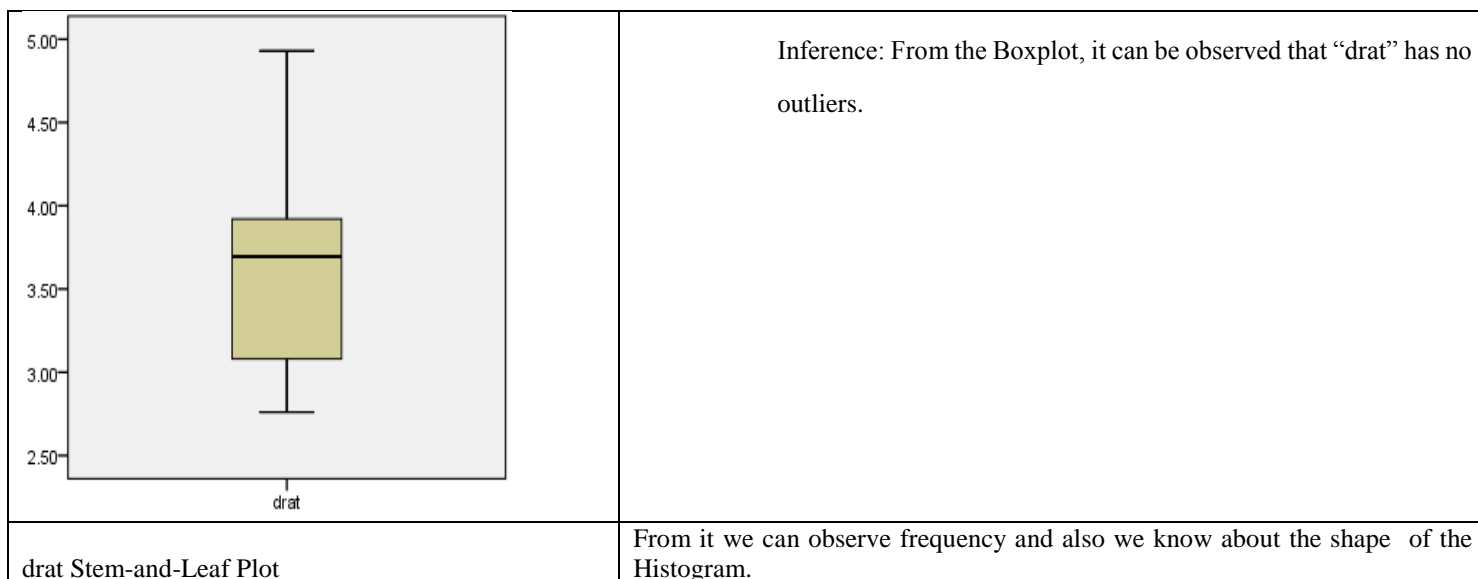 5.00
4.50
4.00
3.50
3.00
2.50
drat
Inference: From the Boxplot, it can be observed that “drat” has no
outliers.
drat Stem-and-Leaf Plot
From it we can observe frequency and also we know about the shape of the
Histogram.